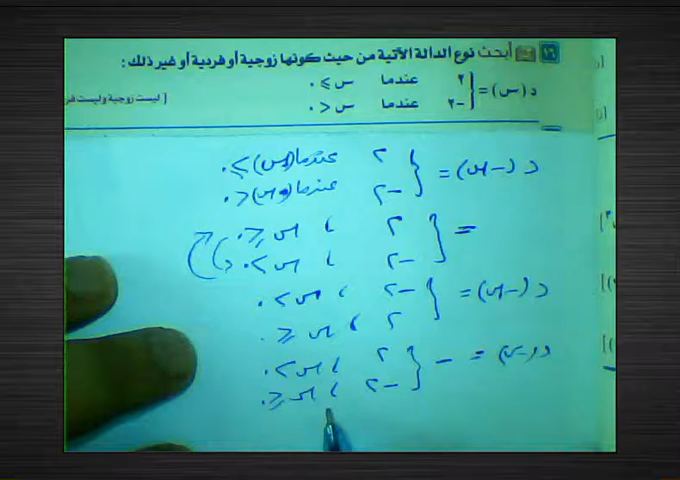 ١٦ أبحث نوع الدالة الآتية من حيث كونها زوجية أو فردية أو غير ذلك :
د (س) = { ٢ عندما س ⩾ ٠
-٢ عندما س < ٠
[ ليست زوجية وليست فر
د (-س) = { ٢ عندما (-س) ⩾ ٠
-٢ عندما (-س) < ٠
= { ٢ ، س ⩽ ٠
-٢ ، س > ٠
د (-س) = { -٢ ، س > ٠
٢ ، س ⩽ ٠
د (-س) = - { ٢ ، س > ٠
-٢ ، س ⩽ ٠